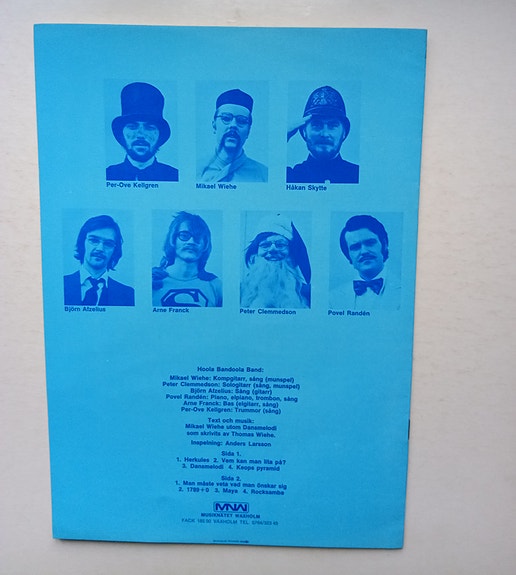 Per-Ove Kellgren
Mikael Wiehe
Håkan Skytte
Björn Afzelius
Arne Franck
Peter Clemmedson
Povel Randén
Hoola Bandoola Band:
Mikael Wiehe: Kompgitarr, sång (munspel)
Peter Clemmedson: Sologitarr (sång, munspel)
Björn Afzelius: Sång (gitarr)
Povel Randén: Piano, elpiano, trombon, sång
Arne Franck: Bas (elgitarr, sång)
Per-Ove Kellgren: Trummor (sång)
Text och musik:
Mikael Wiehe utom Dansmelodi
som skrivits av Thomas Wiehe.
Inspelning: Anders Larsson
Sida 1.
1. Herkules 2. Vem kan man lita på?
3. Dansmelodi 4. Keops pyramid
Sida 2.
1. Man måste veta vad man önskar sig
2. 1789+0 3. Maya 4. Rocksamba
MNW
MUSIKNÄTET WAXHOLM